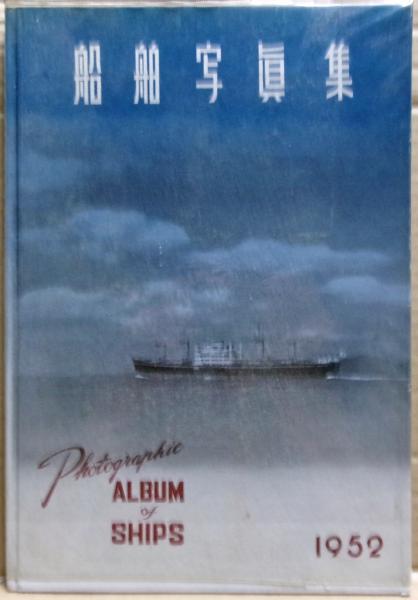 船舶写眞集
Photographic
ALBUM
of
SHIPS
1952